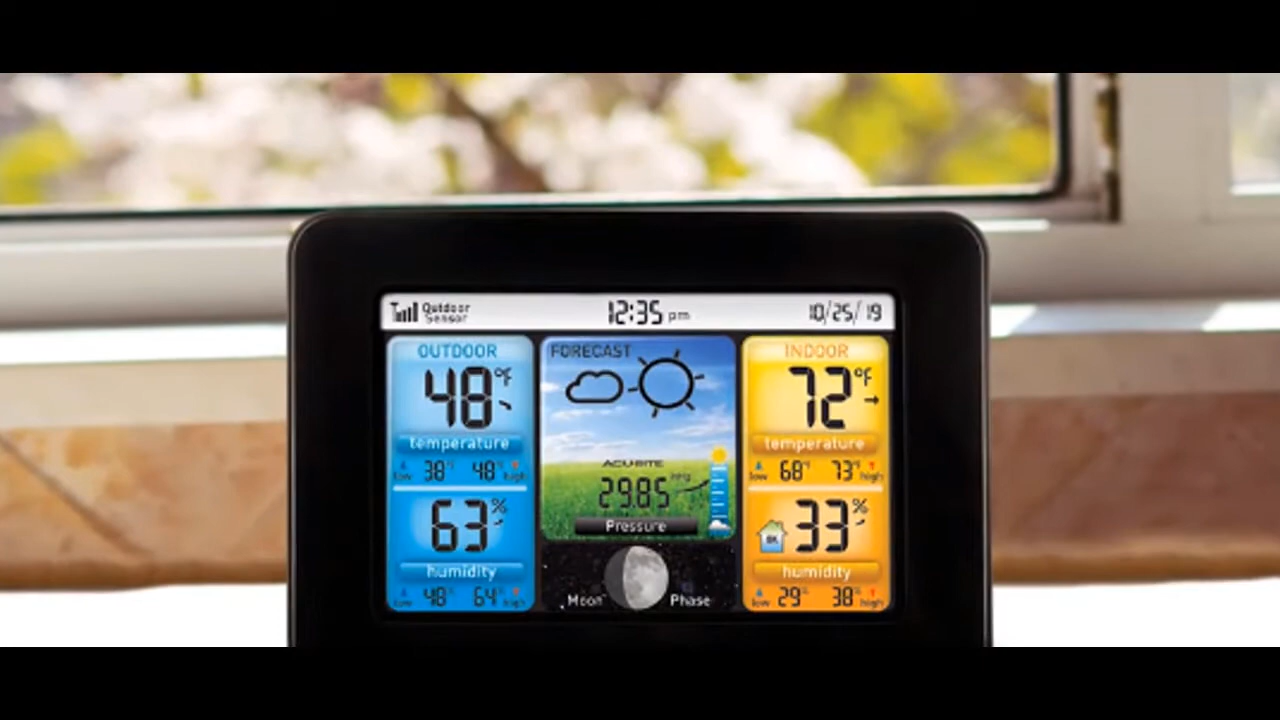 Outdoor Sensor
12:35 pm
10/25/19
OUTDOOR
48°F
temperature
low 38° 48° high
63%
humidity
low 48% 64% high
FORECAST
ACURITE
29.85 inHg
Pressure
Moon Phase
INDOOR
72°F
temperature
low 68° 73° high
OK
33%
humidity
low 29% 38% high